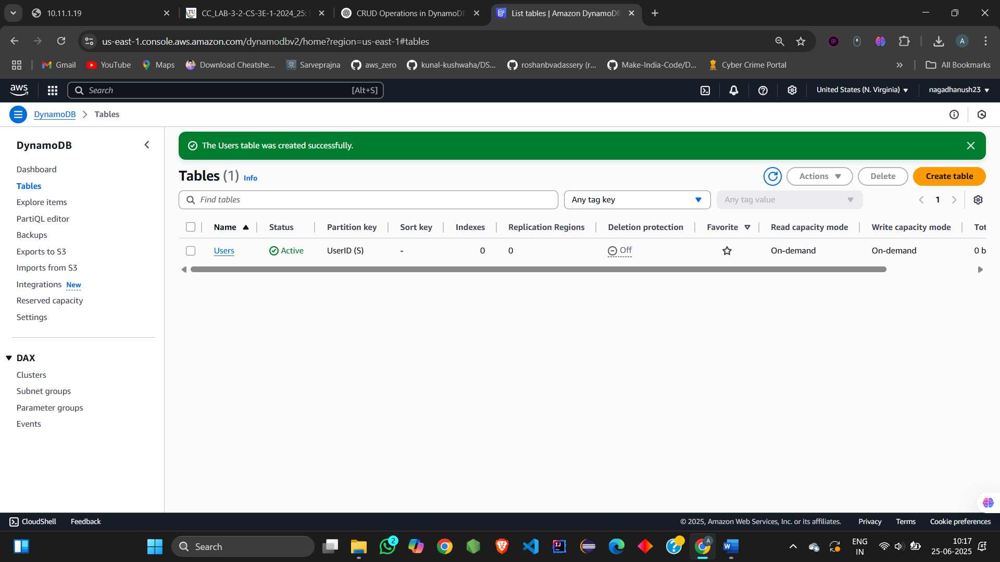 10.11.1.19
CC_LAB-3-2-CS-3E-1-2024_25:
CRUD Operations in DynamoDB
List tables | Amazon DynamoDB
us-east-1.console.aws.amazon.com/dynamodbv2/home?region=us-east-1#tables
A
Gmail
YouTube
Maps
Download Cheatshe...
Sarveprajna
aws_zero
kunal-kushwaha/DS...
roshanbvadassery (r...
Make-India-Code/D...
Cyber Crime Portal
All Bookmarks
aws
Search
[Alt+S]
United States (N. Virginia)
nagadhanush23
DynamoDB
Tables
DynamoDB
Dashboard
Tables
Explore items
PartiQL editor
Backups
Exports to S3
Imports from S3
Integrations New
Reserved capacity
Settings
DAX
Clusters
Subnet groups
Parameter groups
Events
The Users table was created successfully.
Tables (1) Info
Actions
Delete
Create table
Find tables
Any tag key
Any tag value
1
Name Status Partition key Sort key Indexes Replication Regions Deletion protection Favorite Read capacity mode Write capacity mode Tot
Users Active UserID (S) - 0 0 Off On-demand On-demand 0 b
CloudShell
Feedback
© 2025, Amazon Web Services, Inc. or its affiliates.
Privacy
Terms
Cookie preferences
Search
2
A
ENG
IN
10:17
25-06-2025